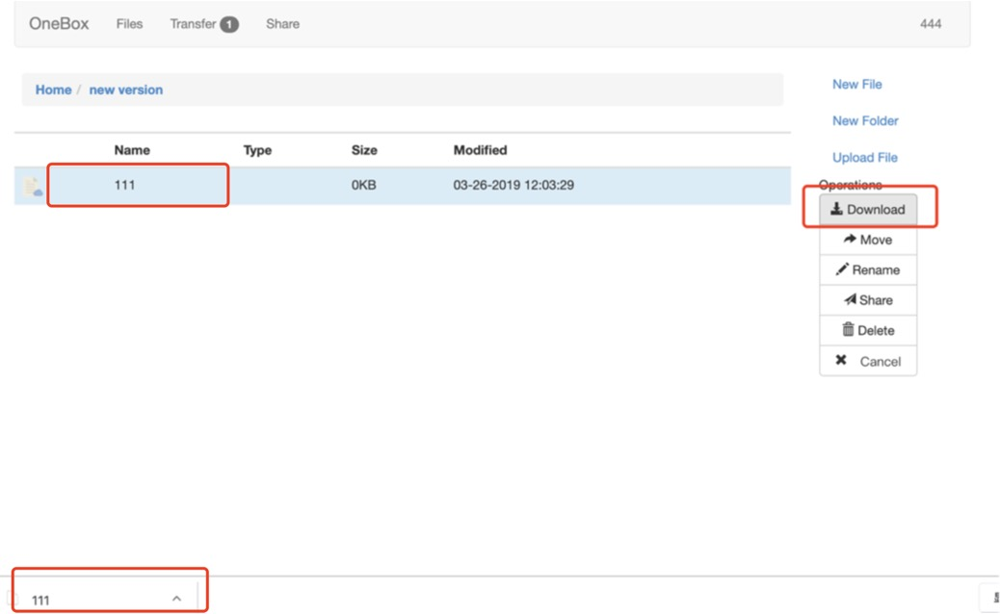 OneBox Files Transfer 1 Share 444
Home / new version
New File
New Folder
Upload File
Name Type Size Modified
111 0KB 03-26-2019 12:03:29
Operations
Download
Move
Rename
Share
Delete
Cancel
111